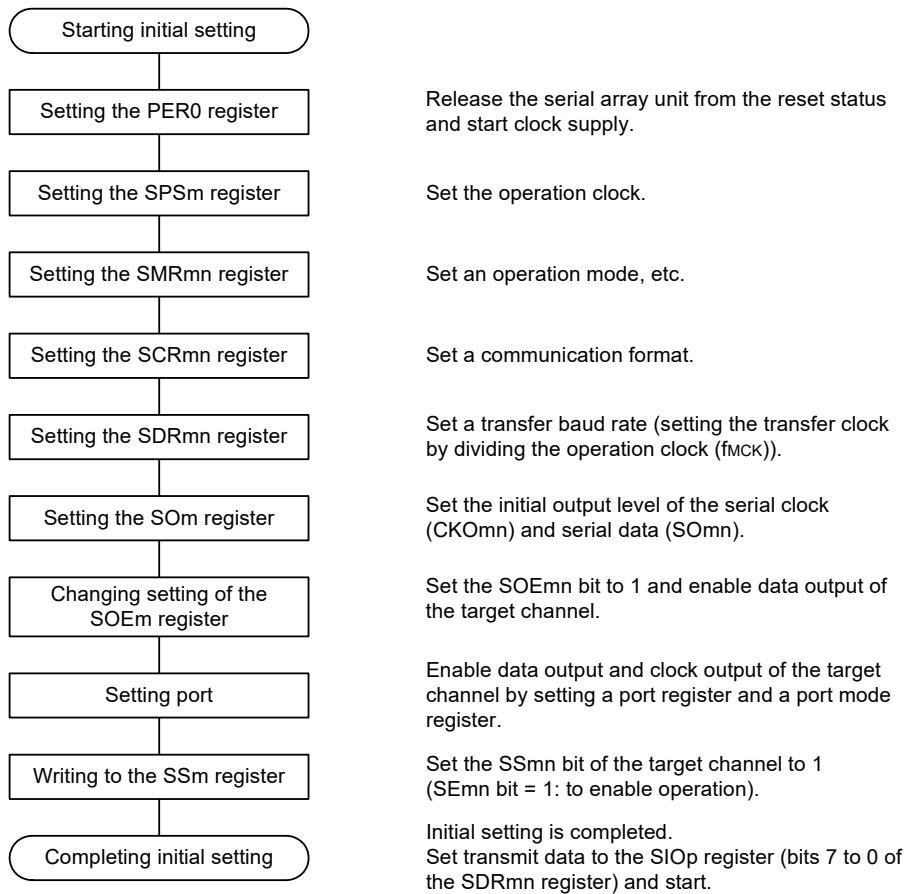 Starting initial setting
Setting the PER0 register
Release the serial array unit from the reset status
and start clock supply.
Setting the SPSm register
Set the operation clock.
Setting the SMRmn register
Set an operation mode, etc.
Setting the SCRmn register
Set a communication format.
Setting the SDRmn register
Set a transfer baud rate (setting the transfer clock
by dividing the operation clock (fMCK)).
Setting the SOm register
Set the initial output level of the serial clock
(CKOmn) and serial data (SOmn).
Changing setting of the
SOEm register
Set the SOEmn bit to 1 and enable data output of
the target channel.
Setting port
Enable data output and clock output of the target
channel by setting a port register and a port mode
register.
Writing to the SSm register
Set the SSmn bit of the target channel to 1
(SEmn bit = 1: to enable operation).
Completing initial setting
Initial setting is completed.
Set transmit data to the SIOp register (bits 7 to 0 of
the SDRmn register) and start.